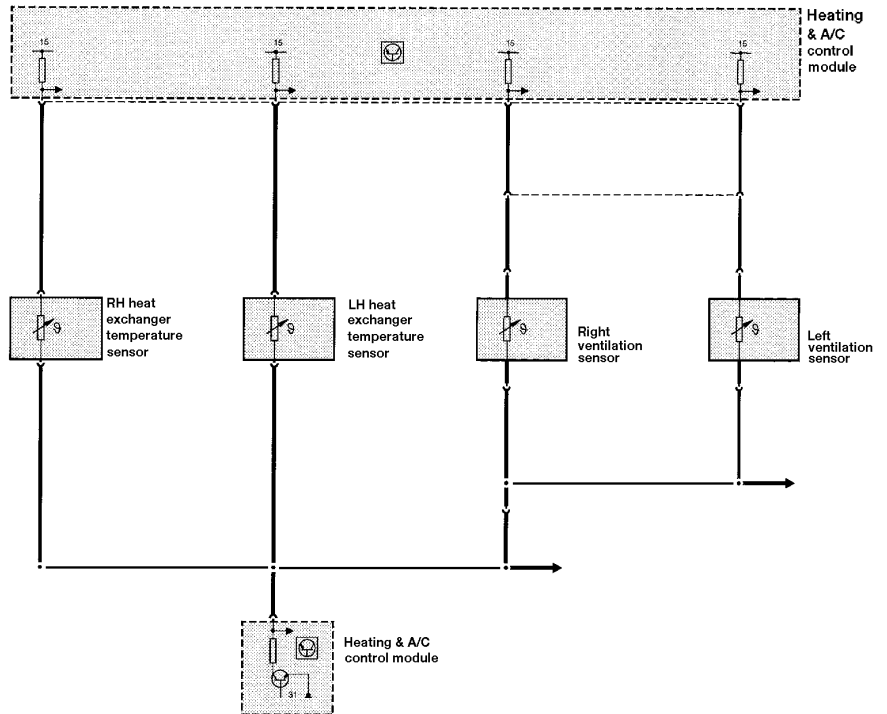 Heating
& A/C
control
module
15
15
15
15
RH heat
exchanger
temperature
sensor
ϑ
LH heat
exchanger
temperature
sensor
ϑ
Right
ventilation
sensor
ϑ
Left
ventilation
sensor
ϑ
Heating & A/C
control module
31